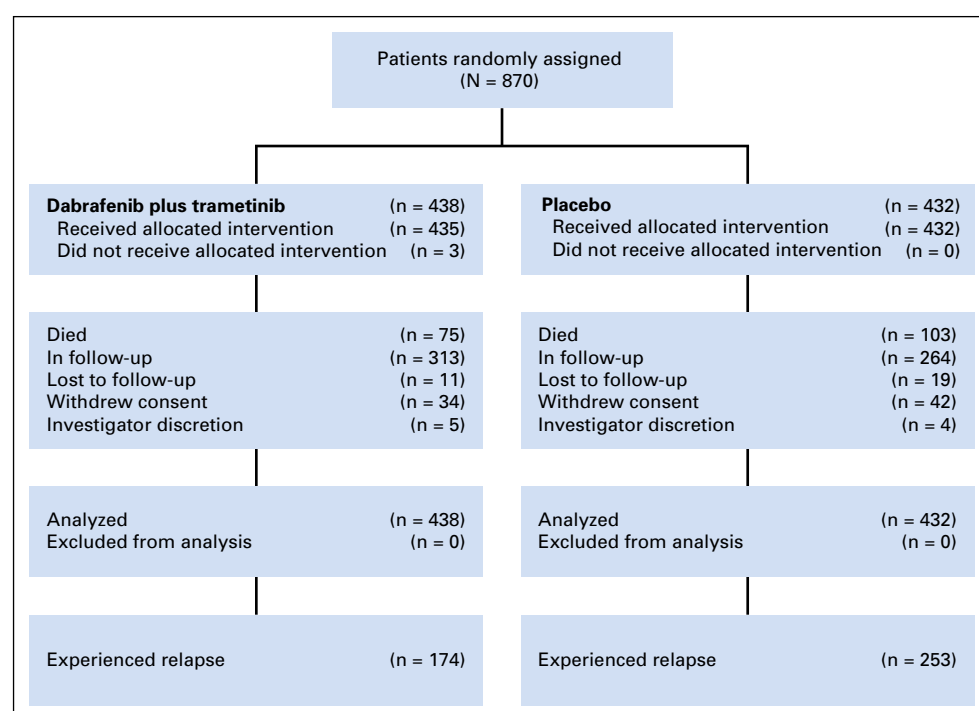 Patients randomly assigned
(N = 870)
Dabrafenib plus trametinib (n = 438)
Received allocated intervention (n = 435)
Did not receive allocated intervention (n = 3)
Placebo (n = 432)
Received allocated intervention (n = 432)
Did not receive allocated intervention (n = 0)
Died (n = 75)
In follow-up (n = 313)
Lost to follow-up (n = 11)
Withdrew consent (n = 34)
Investigator discretion (n = 5)
Died (n = 103)
In follow-up (n = 264)
Lost to follow-up (n = 19)
Withdrew consent (n = 42)
Investigator discretion (n = 4)
Analyzed (n = 438)
Excluded from analysis (n = 0)
Analyzed (n = 432)
Excluded from analysis (n = 0)
Experienced relapse (n = 174)
Experienced relapse (n = 253)